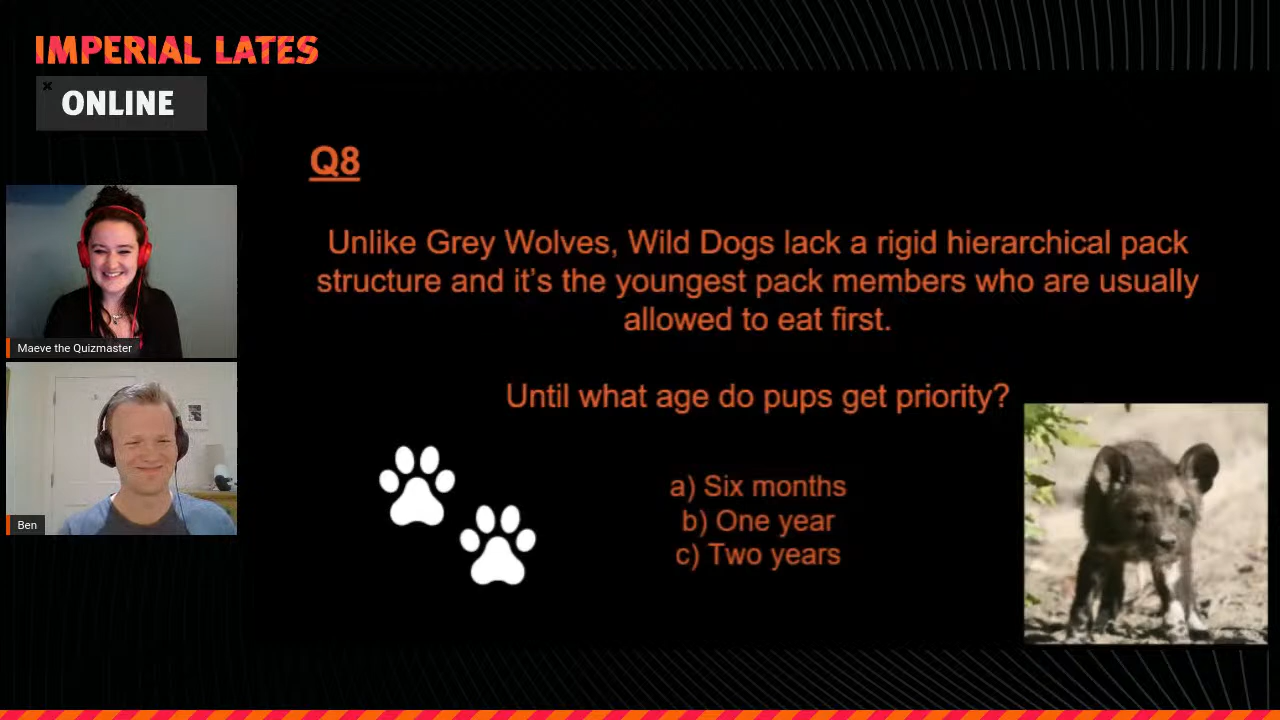 IMPERIAL LATES
ONLINE
Q8
Unlike Grey Wolves, Wild Dogs lack a rigid hierarchical pack
structure and it's the youngest pack members who are usually
allowed to eat first.
Until what age do pups get priority?
a) Six months
b) One year
c) Two years
Maeve the Quizmaster
Ben